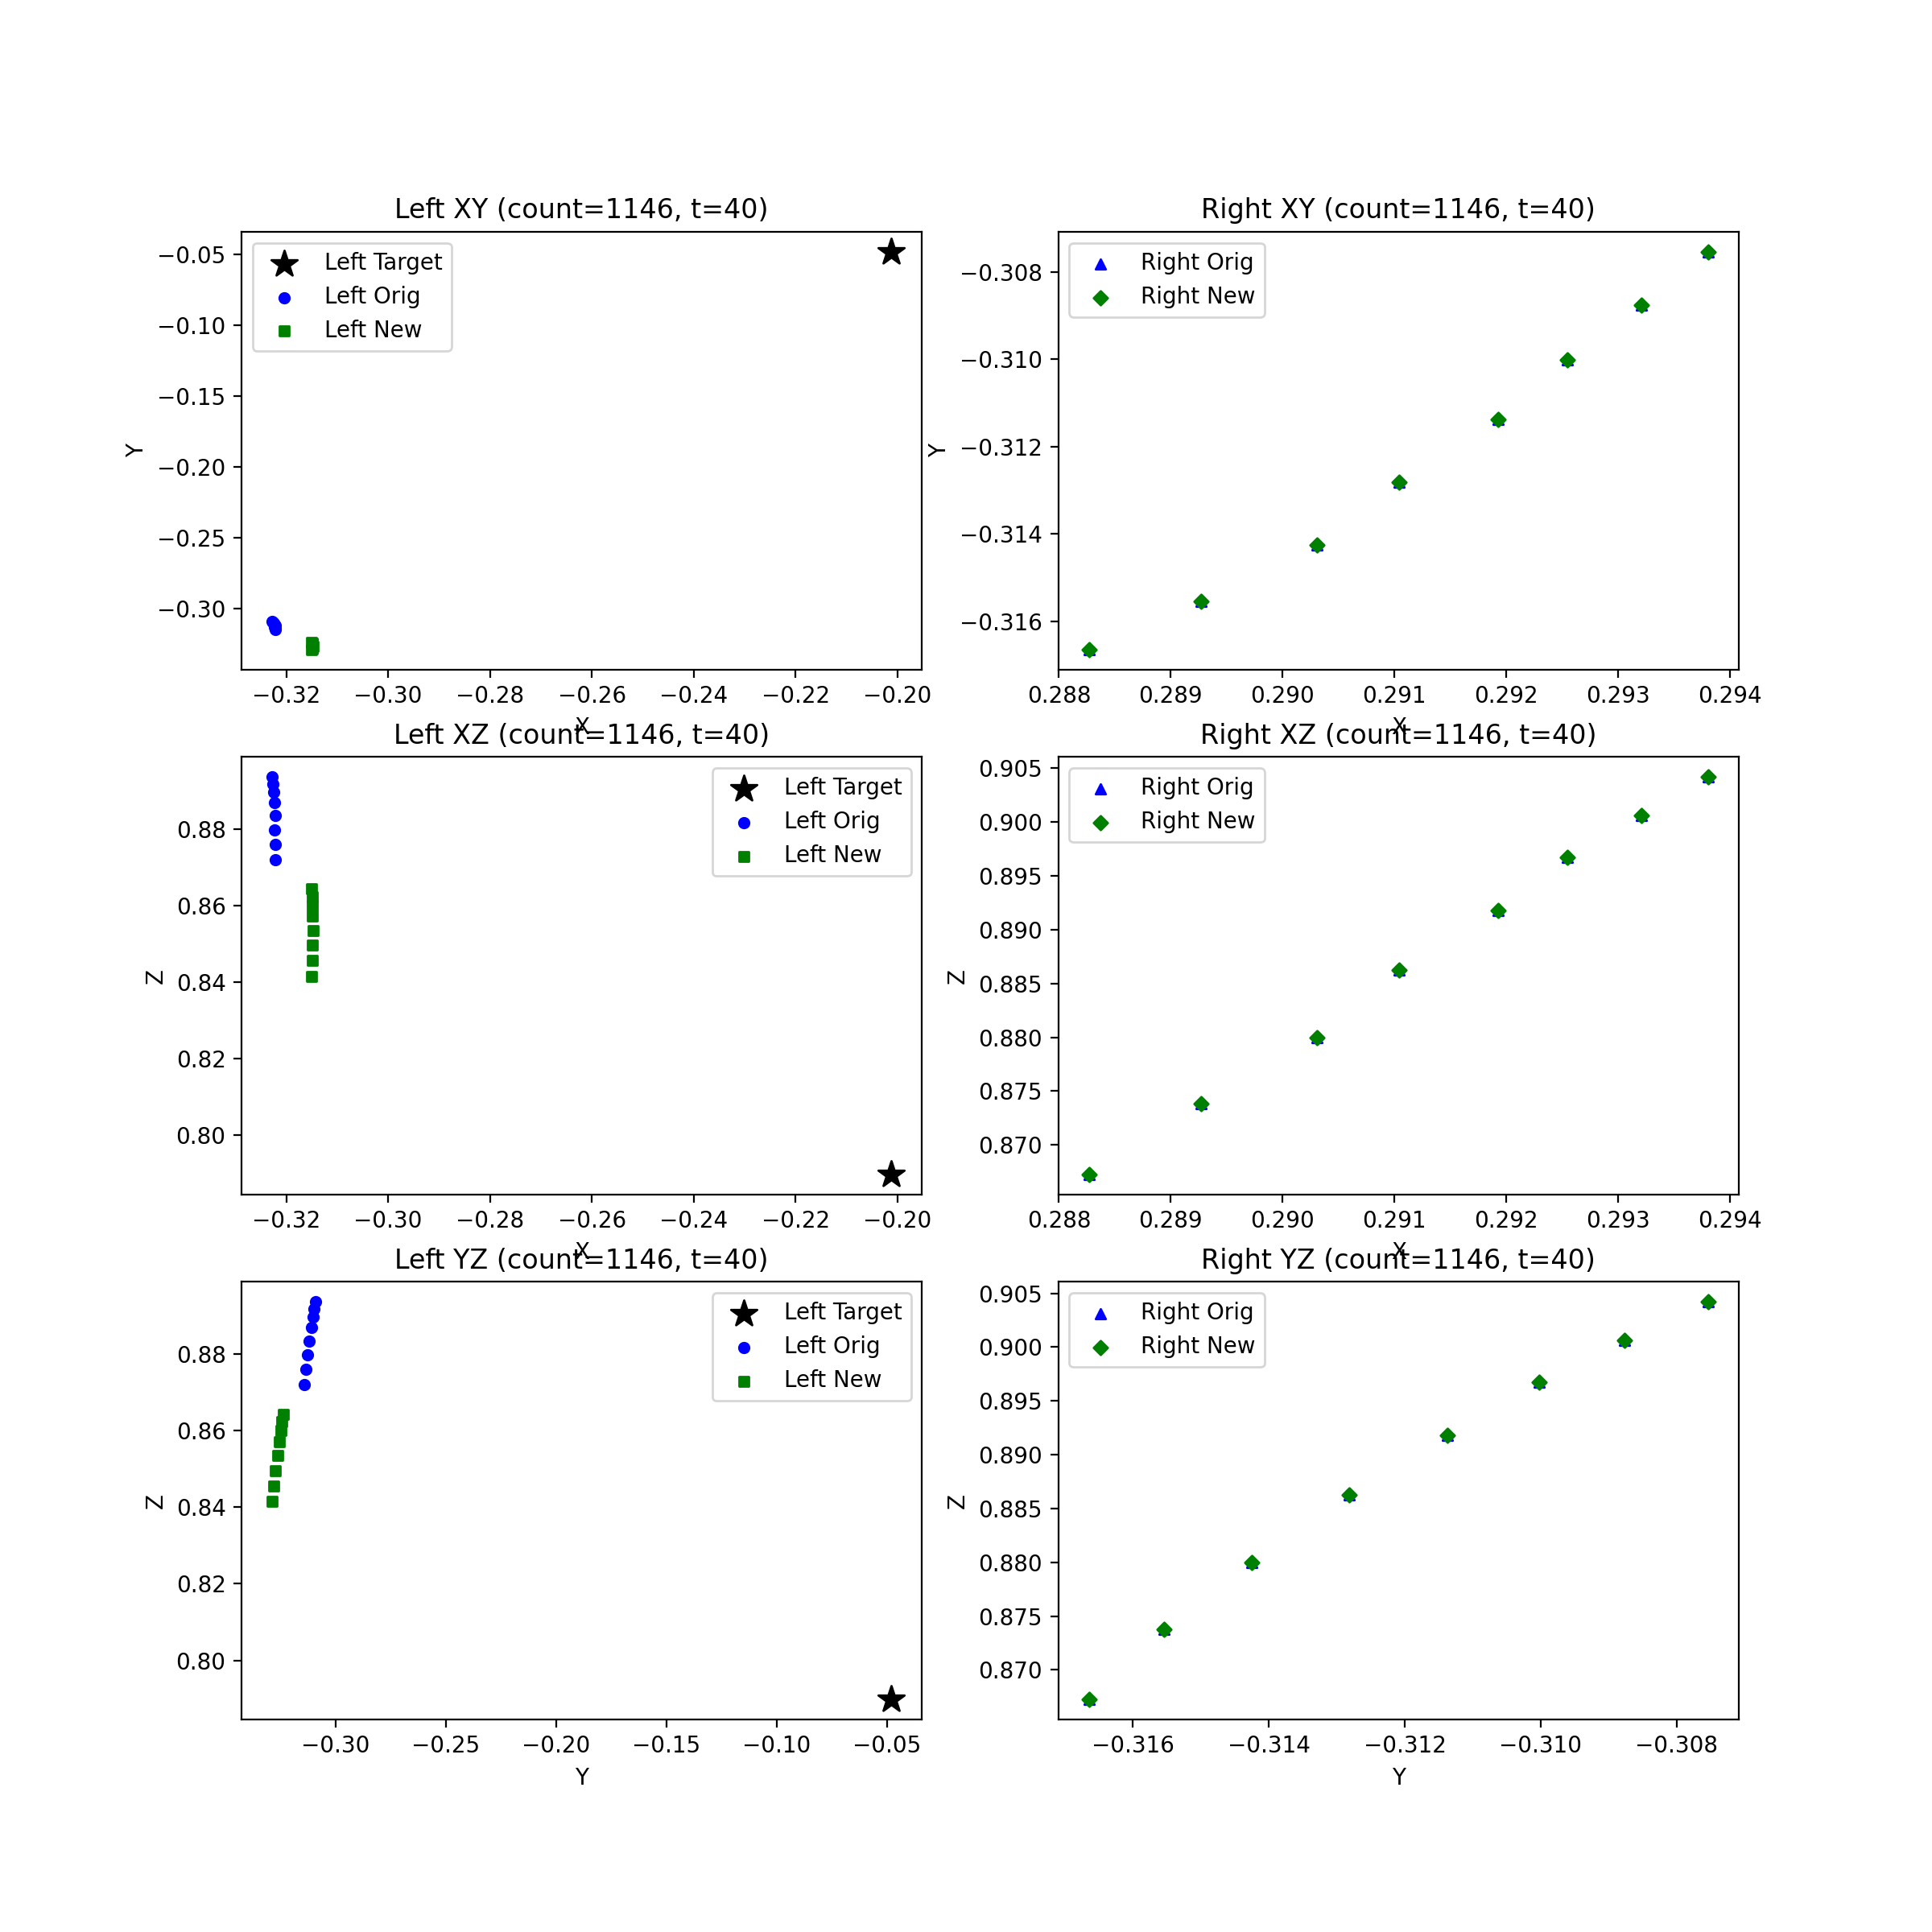 Left XY (count=1146, t=40)
Left Target
Left Orig
Left New
−0.05
−0.10
−0.15
−0.20
−0.25
−0.30
Y
−0.32
−0.30
−0.28
−0.26
−0.24
−0.22
−0.20
X
Right XY (count=1146, t=40)
Right Orig
Right New
−0.308
−0.310
−0.312
−0.314
−0.316
Y
0.288
0.289
0.290
0.291
0.292
0.293
0.294
X
Left XZ (count=1146, t=40)
Left Target
Left Orig
Left New
0.88
0.86
0.84
0.82
0.80
Z
−0.32
−0.30
−0.28
−0.26
−0.24
−0.22
−0.20
X
Right XZ (count=1146, t=40)
Right Orig
Right New
0.905
0.900
0.895
0.890
0.885
0.880
0.875
0.870
Z
0.288
0.289
0.290
0.291
0.292
0.293
0.294
X
Left YZ (count=1146, t=40)
Left Target
Left Orig
Left New
0.88
0.86
0.84
0.82
0.80
Z
−0.30
−0.25
−0.20
−0.15
−0.10
−0.05
Y
Right YZ (count=1146, t=40)
Right Orig
Right New
0.905
0.900
0.895
0.890
0.885
0.880
0.875
0.870
Z
−0.316
−0.314
−0.312
−0.310
−0.308
Y